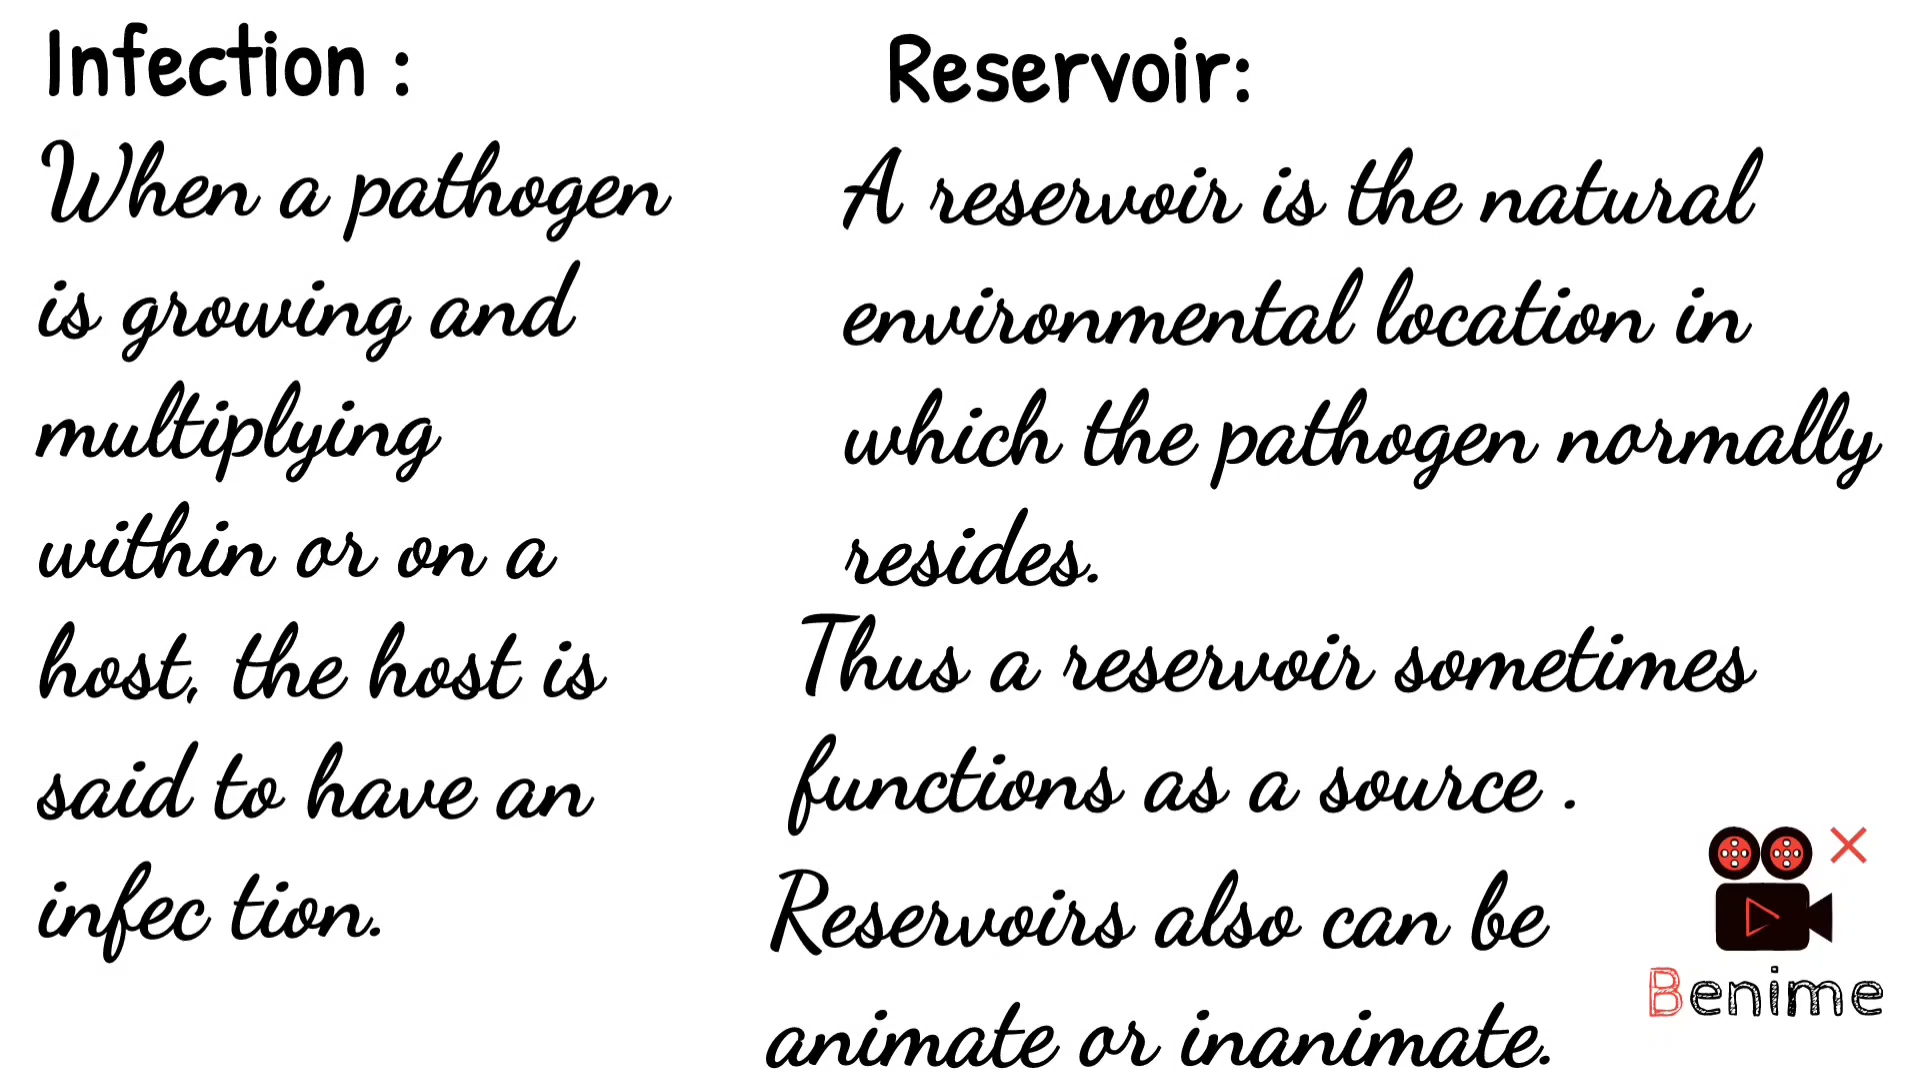 Infection :
When a pathogen
is growing and
multiplying
within or on a
host, the host is
said to have an
infec tion.
Reservoir:
A reservoir is the natural
environmental location in
which the pathogen normally
resides.
Thus a reservoir sometimes
functions as a source .
Reservoirs also can be
animate or inanimate.
Benime